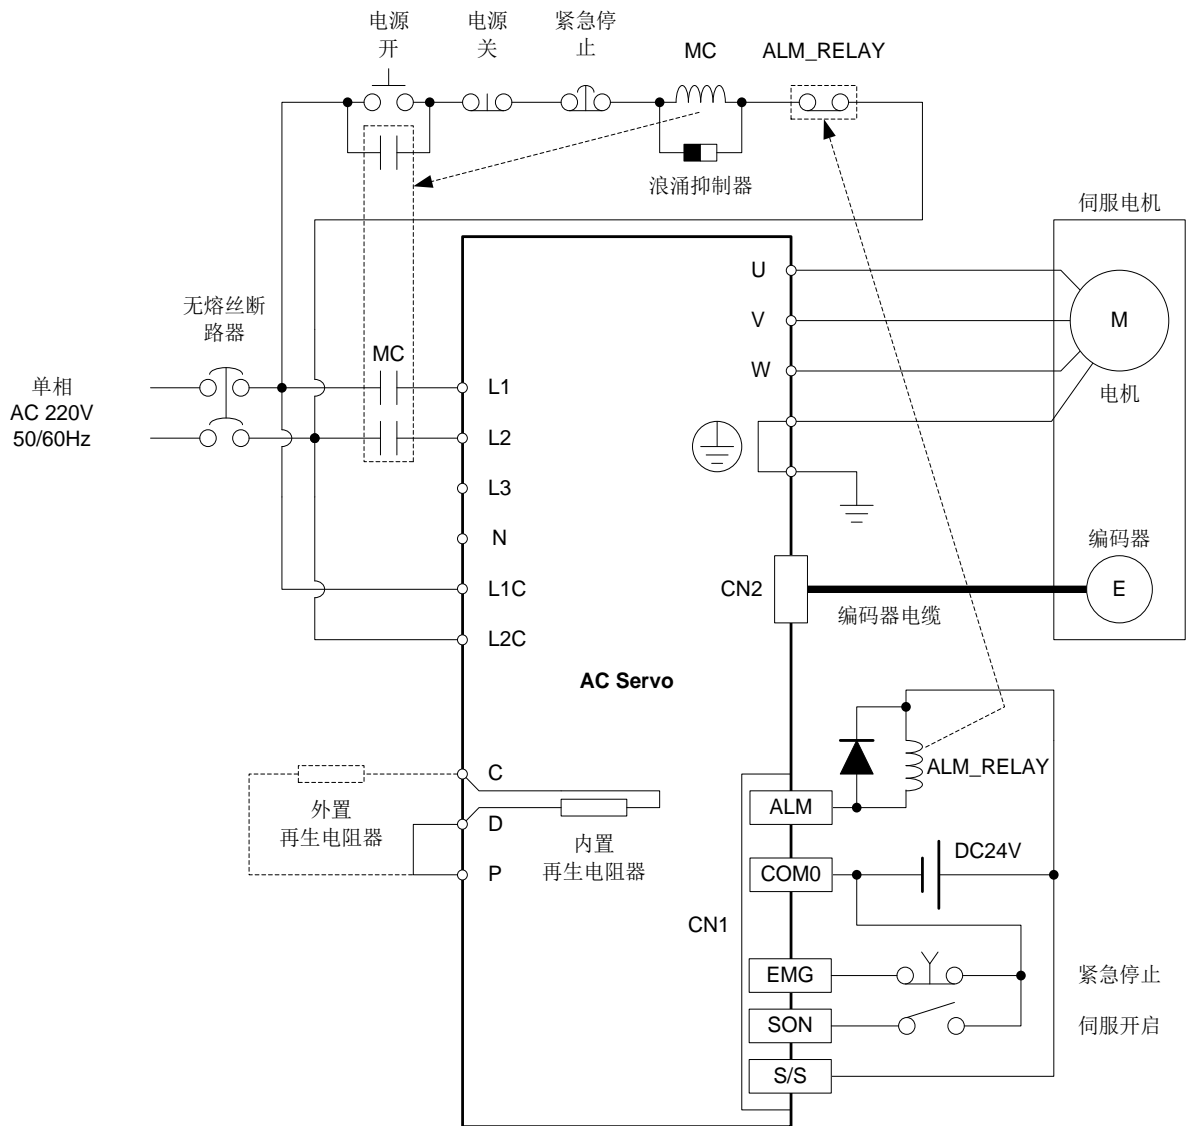 电源
开
电源
关
紧急停
止
MC
ALM_RELAY
浪涌抑制器
伺服电机
无熔丝断
路器
MC
单相
AC 220V
50/60Hz
L1
L2
L3
N
L1C
L2C
U
V
W
M
电机
编码器
E
CN2
编码器电缆
AC Servo
C
D
P
外置
再生电阻器
内置
再生电阻器
ALM_RELAY
ALM
DC24V
COM0
CN1
EMG
紧急停止
SON
伺服开启
S/S